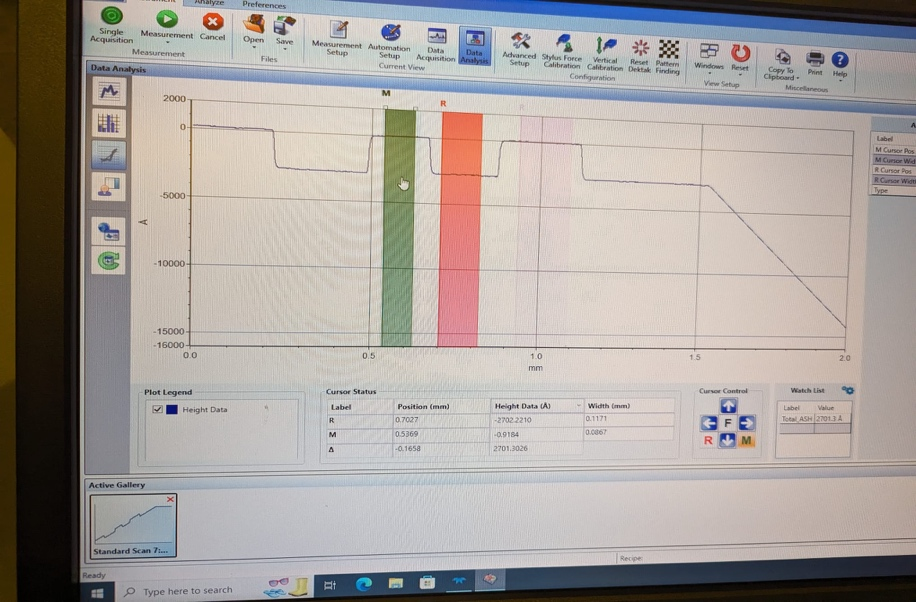 Analyze
Preferences
Single Acquisition
Measurement
Cancel
Open
Save
Measurement Setup
Automation Setup
Data Acquisition
Data Analysis
Advanced Setup
Stylus Force Calibration
Vertical Calibration
Reset Dektak
Pattern Finding
Windows
Reset
Copy To Clipboard
Print
Help
Measurement
Files
Current View
Configuration
View Setup
Miscellaneous
Data Analysis
M
R
R
2000
0
-5000
-10000
-15000
-16000
A
0.0
0.5
1.0
1.5
2.0
mm
Label
M Cursor Pos
M Cursor Wid
R Cursor Pos
R Cursor Width
Type
Plot Legend
Height Data
Cursor Status
Label Position (mm) Height Data (Å) Width (mm)
R 0.7027 -2702.2210 0.1171
M 0.5369 -0.9184 0.0867
Δ -0.1658 2701.3026
Cursor Control
F
R M
Watch List
Label Value
Total_ASH 2701.3 Å
Active Gallery
Standard Scan 7:...
Recipe:
Ready
Type here to search